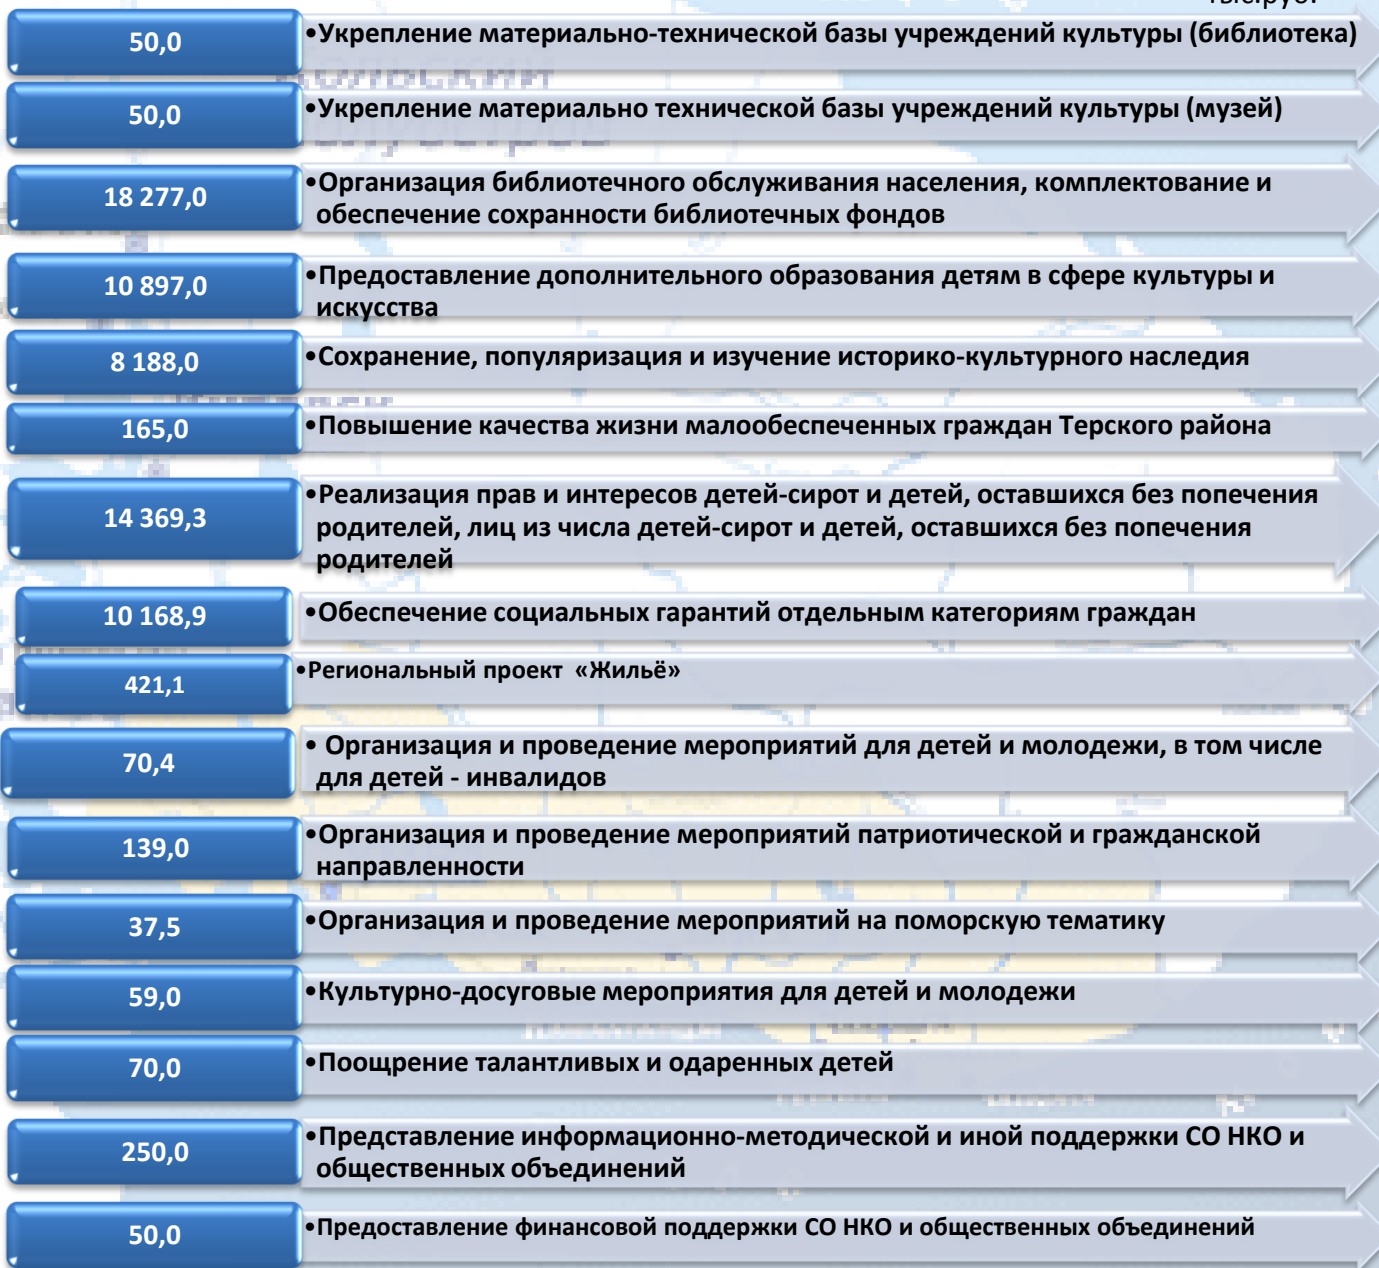 тыс.руб.
50,0
•Укрепление материально-технической базы учреждений культуры (библиотека)
50,0
•Укрепление материально технической базы учреждений культуры (музей)
18 277,0
•Организация библиотечного обслуживания населения, комплектование и
обеспечение сохранности библиотечных фондов
10 897,0
•Предоставление дополнительного образования детям в сфере культуры и
искусства
8 188,0
•Сохранение, популяризация и изучение историко-культурного наследия
165,0
•Повышение качества жизни малообеспеченных граждан Терского района
14 369,3
•Реализация прав и интересов детей-сирот и детей, оставшихся без попечения
родителей, лиц из числа детей-сирот и детей, оставшихся без попечения
родителей
10 168,9
•Обеспечение социальных гарантий отдельным категориям граждан
421,1
•Региональный проект «Жильё»
70,4
• Организация и проведение мероприятий для детей и молодежи, в том числе
для детей - инвалидов
139,0
•Организация и проведение мероприятий патриотической и гражданской
направленности
37,5
•Организация и проведение мероприятий на поморскую тематику
59,0
•Культурно-досуговые мероприятия для детей и молодежи
70,0
•Поощрение талантливых и одаренных детей
250,0
•Представление информационно-методической и иной поддержки СО НКО и
общественных объединений
50,0
•Предоставление финансовой поддержки СО НКО и общественных объединений